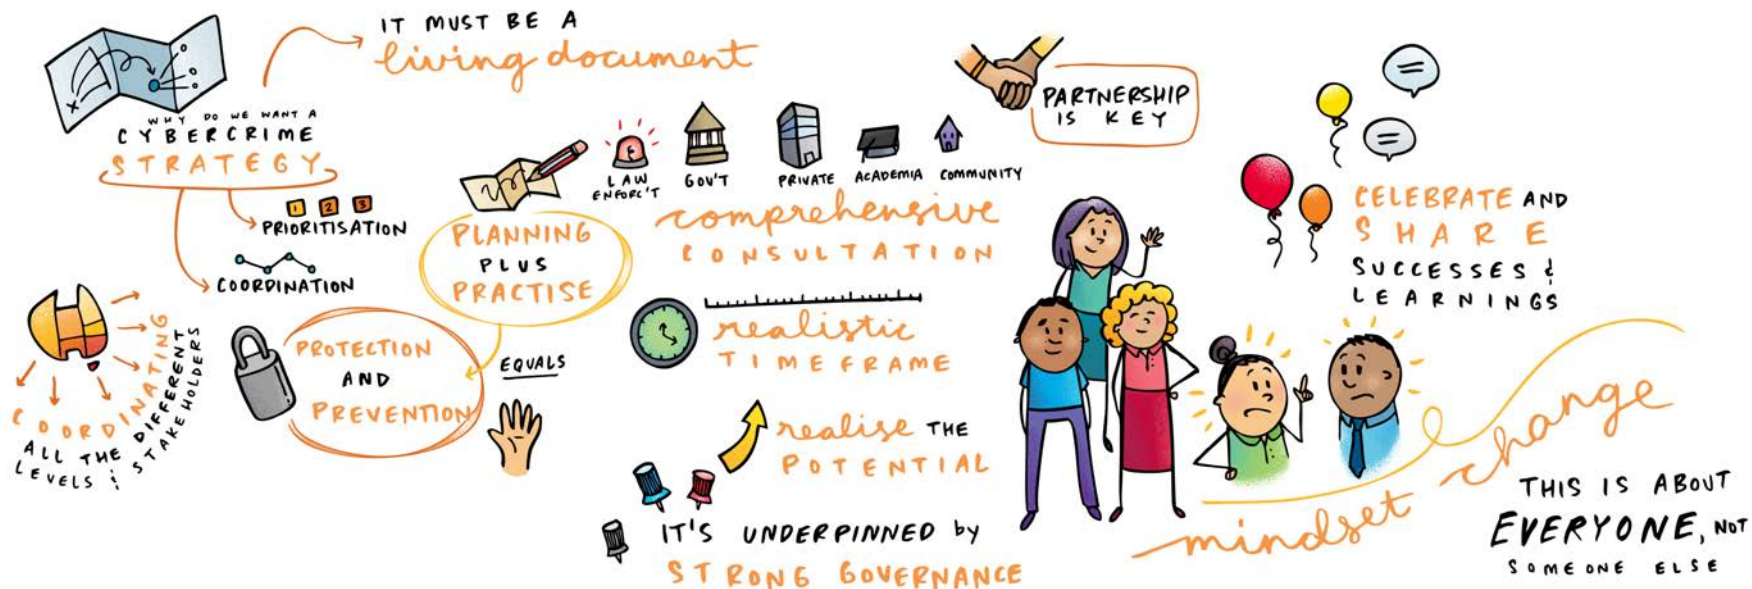 IT MUST BE A
living document
WHY DO WE WANT A
CYBERCRIME
STRATEGY
1 2 3
PRIORITISATION
COORDINATION
COORDINATING
ALL THE DIFFERENT
LEVELS & STAKEHOLDERS
PLANNING
PLUS
PRACTISE
PROTECTION
AND
PREVENTION
EQUALS
LAW
ENFORC'T
GOV'T
PRIVATE
ACADEMIA
COMMUNITY
comprehensive
CONSULTATION
realistic
TIMEFRAME
realise THE
POTENTIAL
IT'S UNDERPINNED by
STRONG GOVERNANCE
PARTNERSHIP
IS KEY
CELEBRATE AND
SHARE
SUCCESSES &
LEARNINGS
mindset change
THIS IS ABOUT
EVERYONE, NOT
SOMEONE ELSE